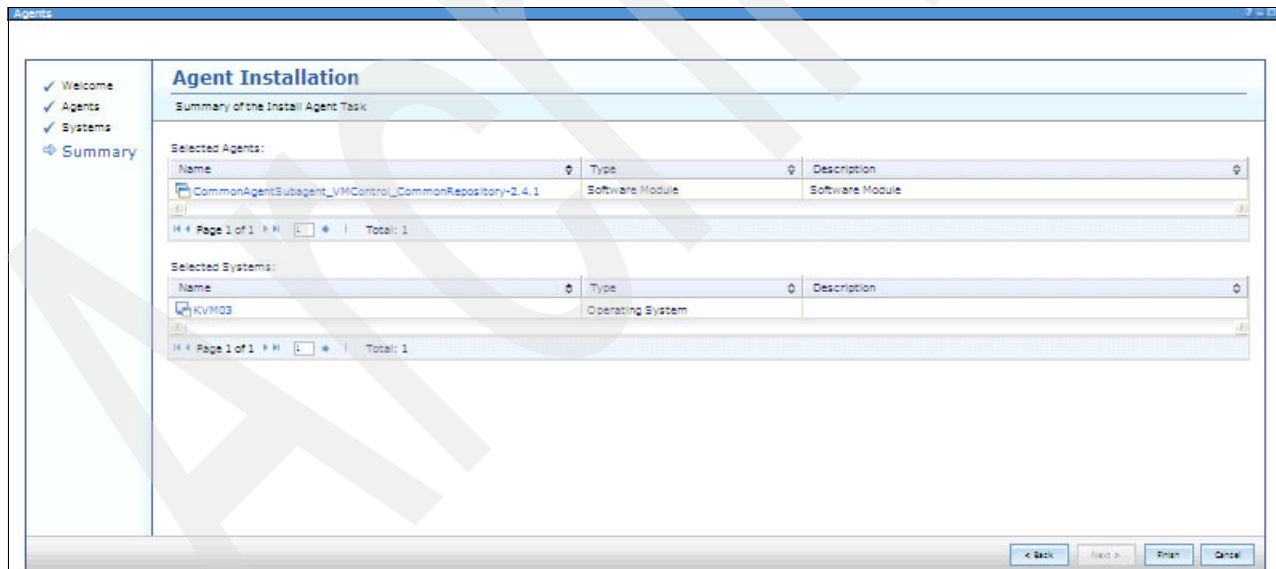 Agents
? – □
✓ Welcome
✓ Agents
✓ Systems
Summary
Agent Installation
Summary of the Install Agent Task
Selected Agents:
Name Type Description
CommonAgentSubagent_VMControl_CommonRepository-2.4.1 Software Module Software Module
Page 1 of 1 1 | Total: 1
Selected Systems:
Name Type Description
KVM03 Operating System
Page 1 of 1 1 | Total: 1
< Back Next > Finish Cancel